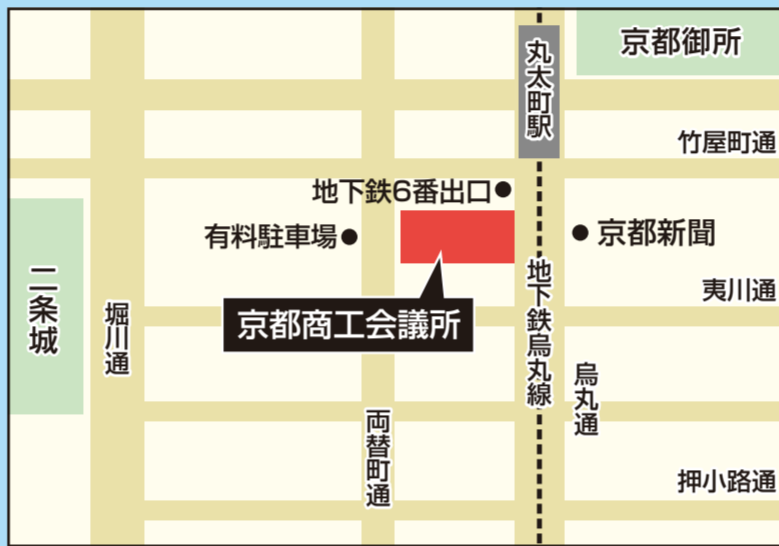 京都御所
丸太町駅
竹屋町通
地下鉄6番出口
有料駐車場
京都新聞
二条城
堀川通
京都商工会議所
地下鉄烏丸線
夷川通
烏丸通
両替町通
押小路通